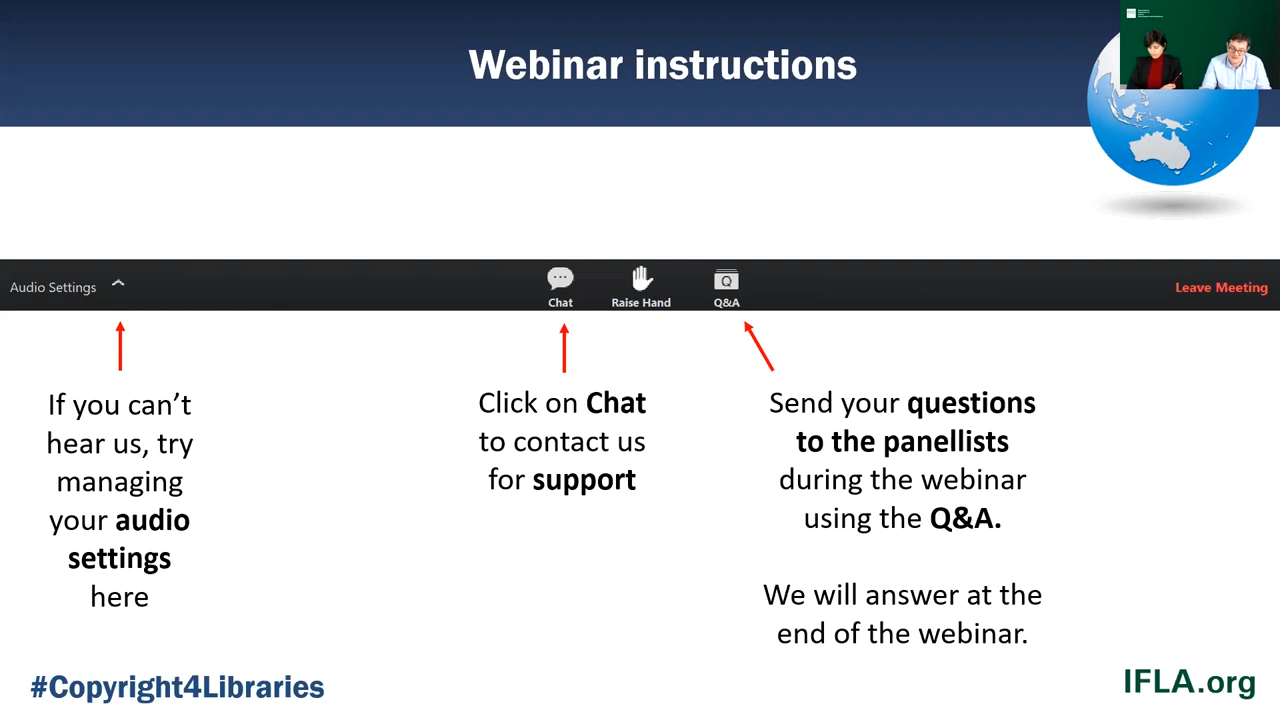 Webinar instructions
Audio Settings
Chat
Raise Hand
Q
Q&A
Leave Meeting
If you can’t
hear us, try
managing
your audio
settings
here
Click on Chat
to contact us
for support
Send your questions
to the panellists
during the webinar
using the Q&A.
We will answer at the
end of the webinar.
#Copyright4Libraries
IFLA.org